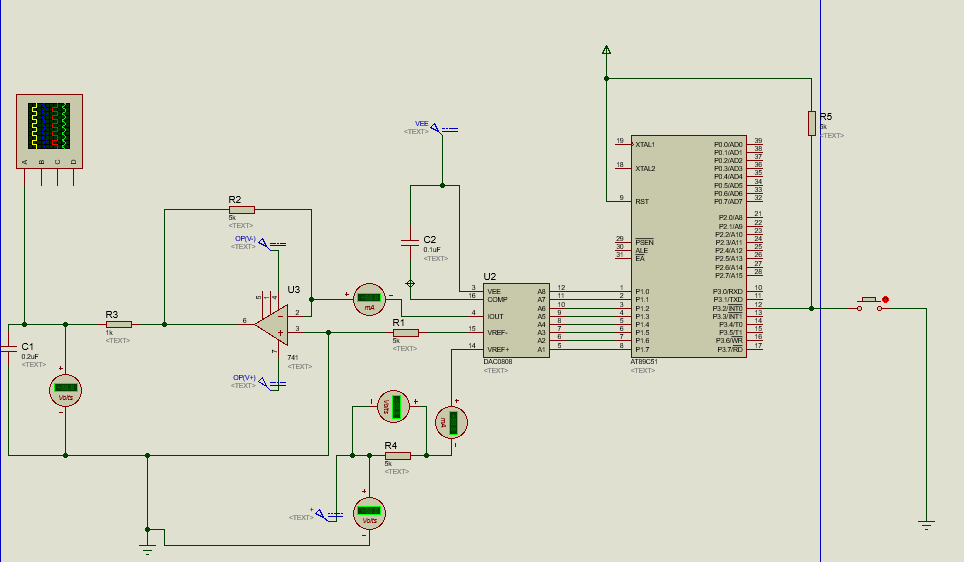 A
B
C
D
R2
5k
<TEXT>
OP(V-)
<TEXT>
U3
5
1
4
6
2
3
7
741
<TEXT>
OP(V+)
<TEXT>
R3
1k
<TEXT>
C1
0.2uF
<TEXT>
+
Volts
-
VEE
<TEXT>
C2
0.1uF
<TEXT>
+
mA
-
R1
5k
<TEXT>
U2
3
16
4
15
14
VEE
COMP
IOUT
VREF-
VREF+
A8
A7
A6
A5
A4
A3
A2
A1
12
11
10
9
8
7
6
5
DAC0808
<TEXT>
Volts
+
+
mA
R4
5k
<TEXT>
+
<TEXT>
+
Volts
-
19
XTAL1
18
XTAL2
9
RST
29
PSEN
30
ALE
31
EA
1
P1.0
2
P1.1
3
P1.2
4
P1.3
5
P1.4
6
P1.5
7
P1.6
8
P1.7
P0.0/AD0
39
P0.1/AD1
38
P0.2/AD2
37
P0.3/AD3
36
P0.4/AD4
35
P0.5/AD5
34
P0.6/AD6
33
P0.7/AD7
32
P2.0/A8
21
P2.1/A9
22
P2.2/A10
23
P2.3/A11
24
P2.4/A12
25
P2.5/A13
26
P2.6/A14
27
P2.7/A15
28
P3.0/RXD
10
P3.1/TXD
11
P3.2/INT0
12
P3.3/INT1
13
P3.4/T0
14
P3.5/T1
15
P3.6/WR
16
P3.7/RD
17
AT89C51
<TEXT>
R5
<TEXT>